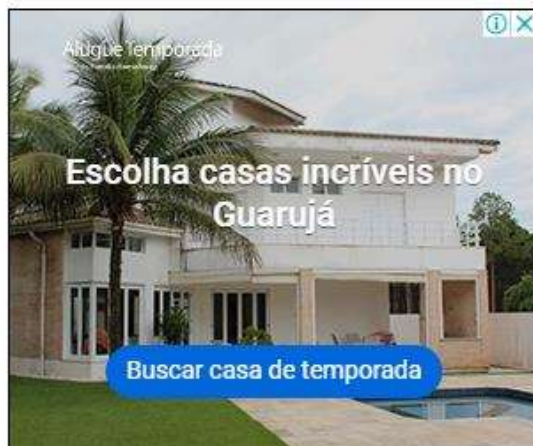 Alugue Temporada
Escolha casas incríveis no
Guarujá
Buscar casa de temporada